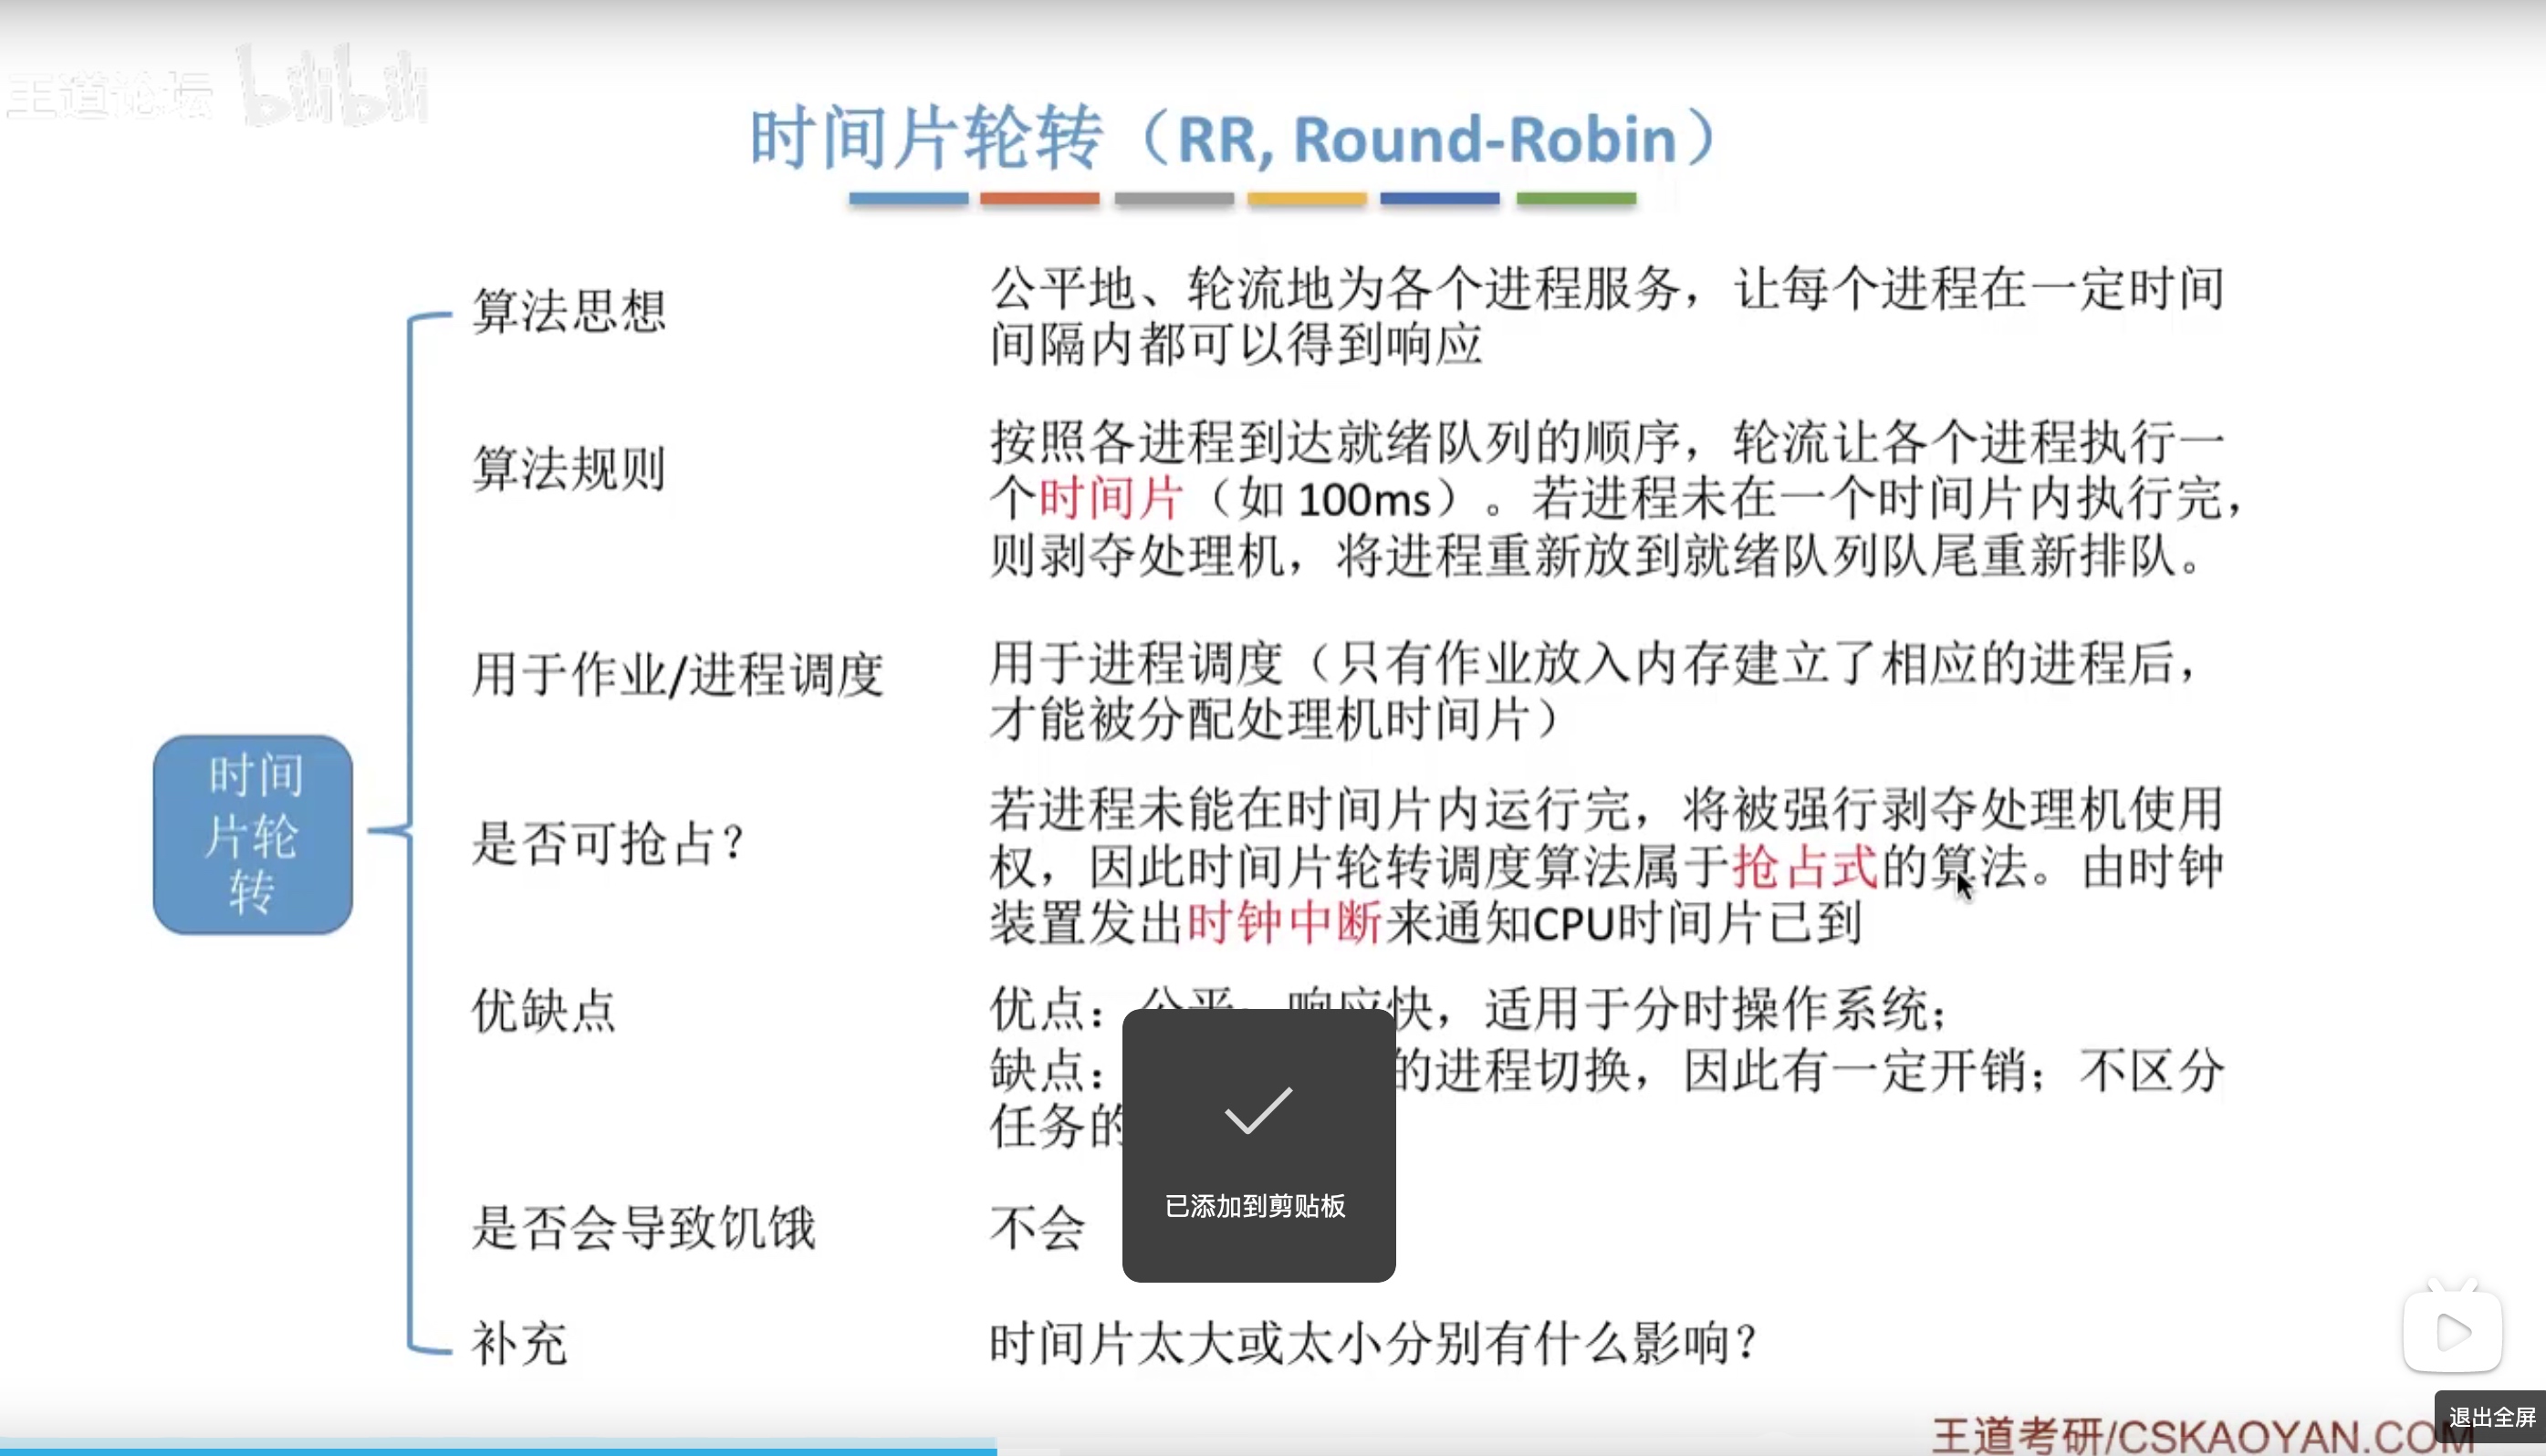 王道论坛 bilibili
时间片轮转（RR, Round-Robin）
算法思想
公平地、轮流地为各个进程服务，让每个进程在一定时间
间隔内都可以得到响应
算法规则
按照各进程到达就绪队列的顺序，轮流让各个进程执行一
个时间片（如 100ms）。若进程未在一个时间片内执行完，
则剥夺处理机，将进程重新放到就绪队列队尾重新排队。
用于作业/进程调度
用于进程调度（只有作业放入内存建立了相应的进程后，
才能被分配处理机时间片）
时间
片轮
转
是否可抢占？
若进程未能在时间片内运行完，将被强行剥夺处理机使用
权，因此时间片轮转调度算法属于抢占式的算法。由时钟
装置发出时钟中断来通知CPU时间片已到
优缺点
优点：公平、响应快，适用于分时操作系统；
缺点：的进程切换，因此有一定开销；不区分
任务的
已添加到剪贴板
是否会导致饥饿
不会
补充
时间片太大或太小分别有什么影响？
退出全屏
王道考研/CSKAOYAN.COM